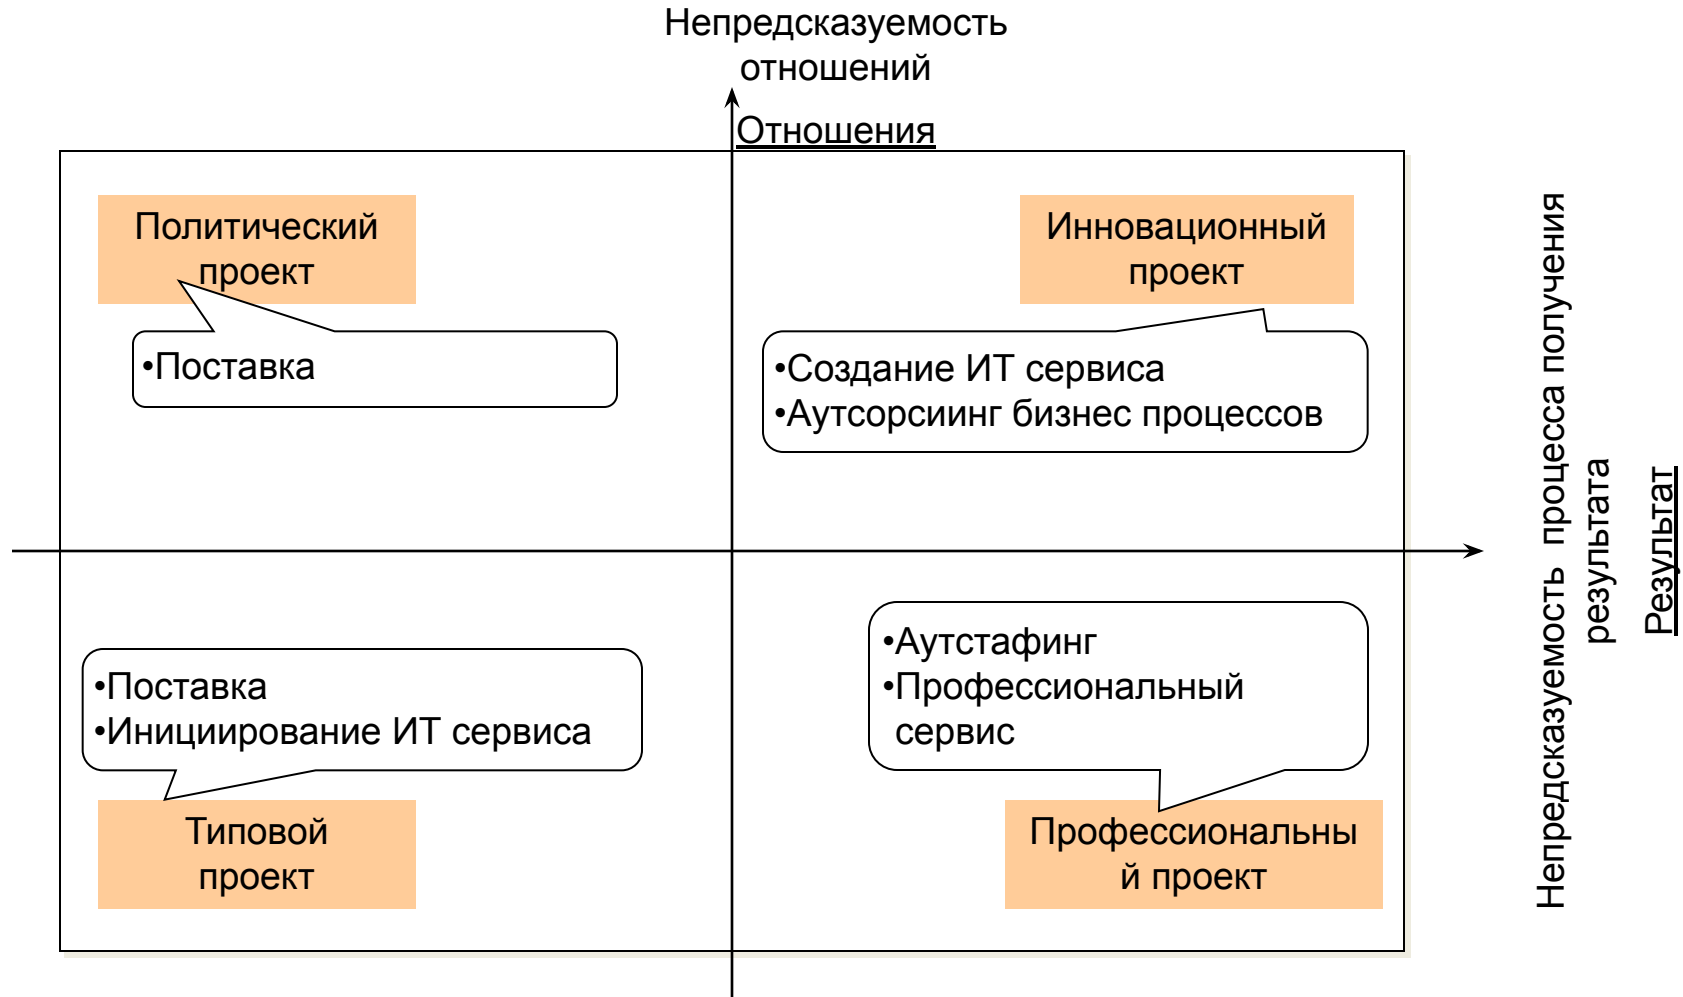 Непредсказуемость
отношений
Отношения
Политический
проект
•Поставка
Инновационный
проект
•Создание ИТ сервиса
•Аутсорсиинг бизнес процессов
•Поставка
•Инициирование ИТ сервиса
Типовой
проект
•Аутстафинг
•Профессиональный
сервис
Профессиональны
й проект
Непредсказуемость процесса получения
результата
Результат